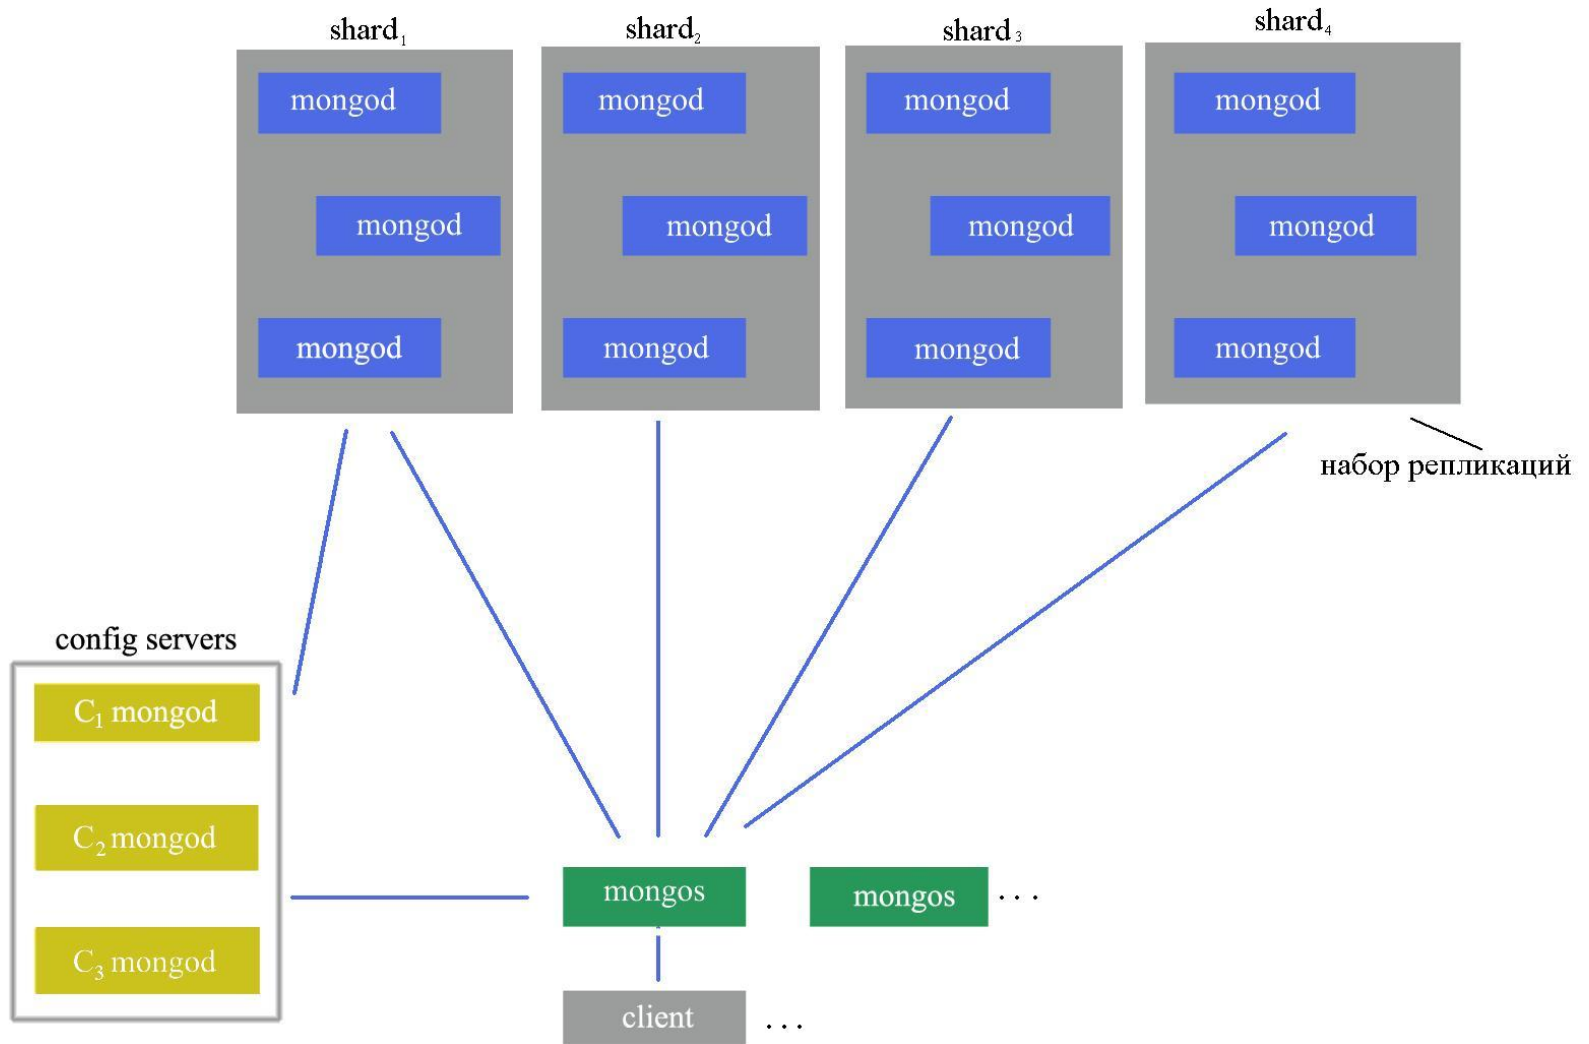 shard₁
shard₂
shard₃
shard₄
mongod
mongod
mongod
mongod
mongod
mongod
mongod
mongod
mongod
mongod
mongod
mongod
набор репликаций
config servers
C₁ mongod
C₂ mongod
C₃ mongod
mongos
mongos
...
client
...